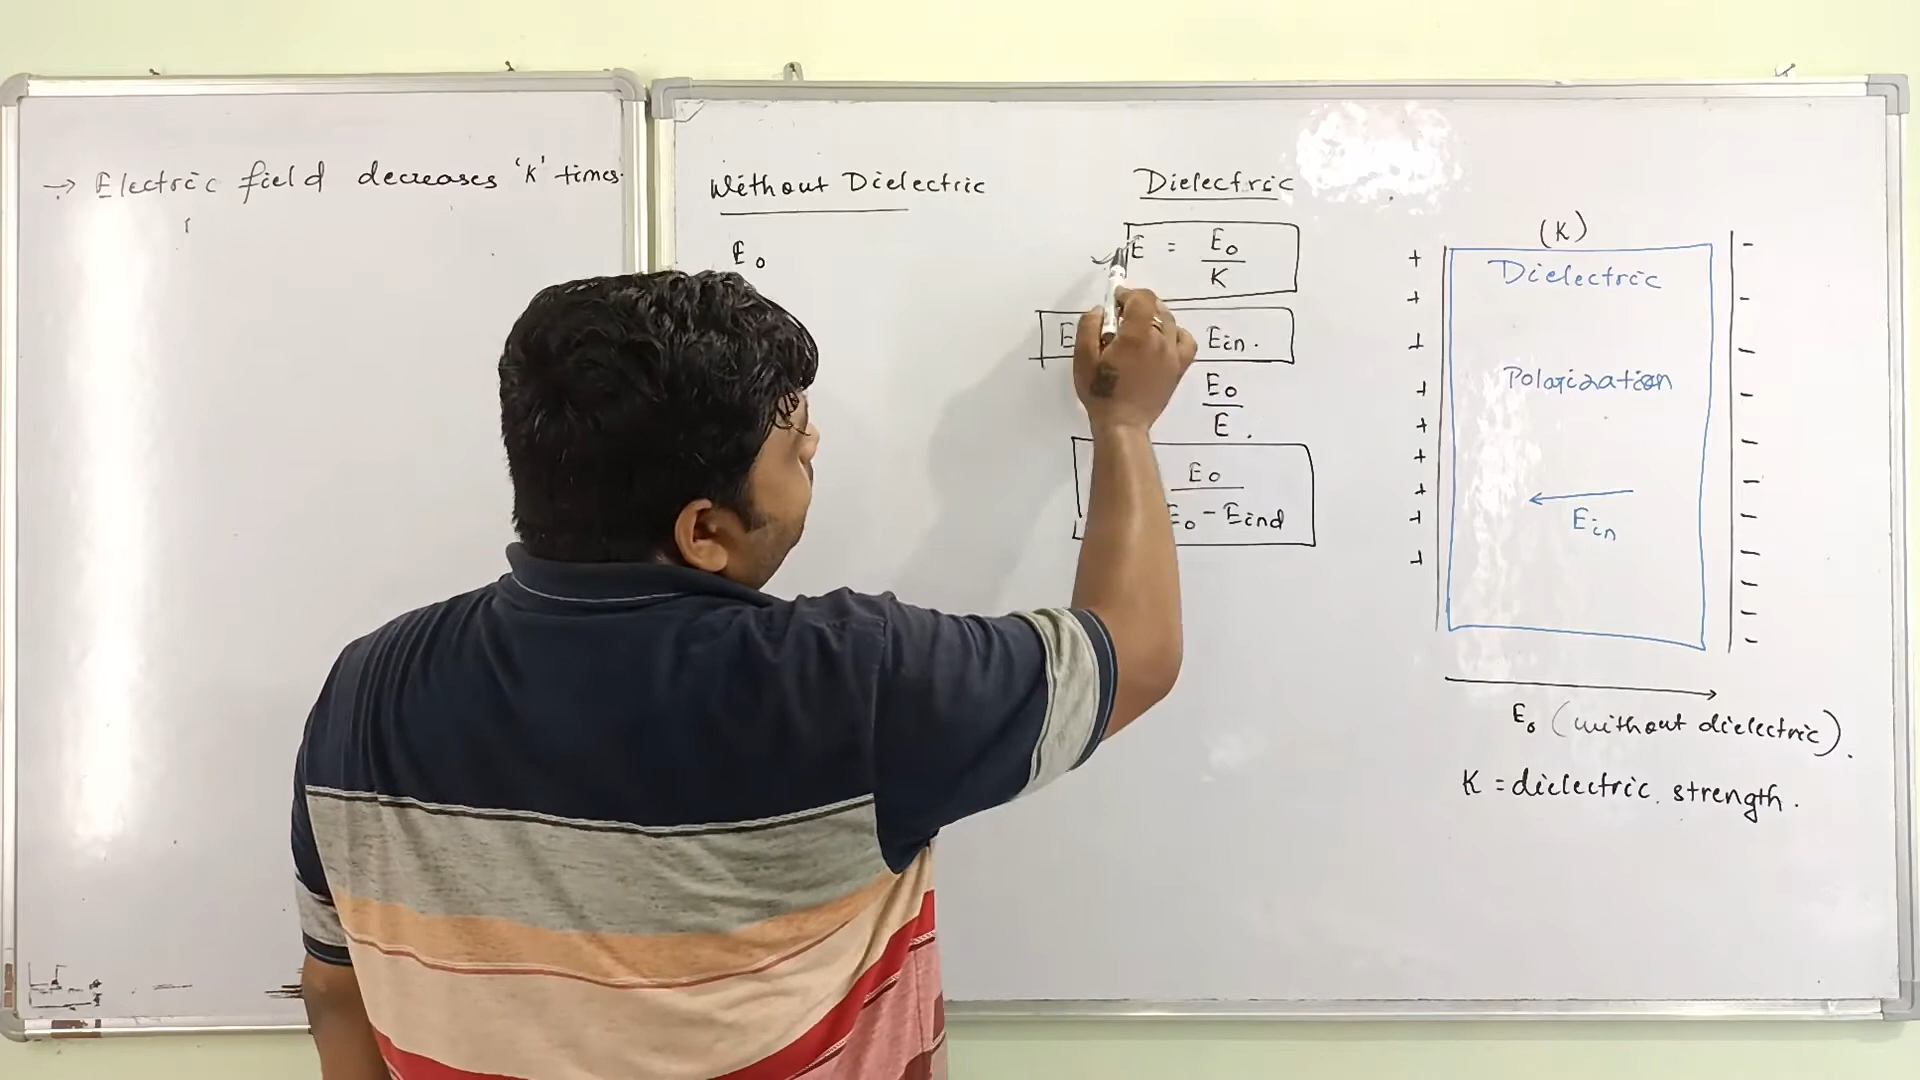 → Electric field decreases 'K' times.
Without Dielectric
E₀
Dielectric
E = E₀/K
E Ein.
E₀/E.
E₀/E₀-Eind
(K)
Dielectric
Polarization
Ein
+ + + + + + + + +
- - - - - - - - - - - -
E₀ (without dielectric).
K = dielectric strength.